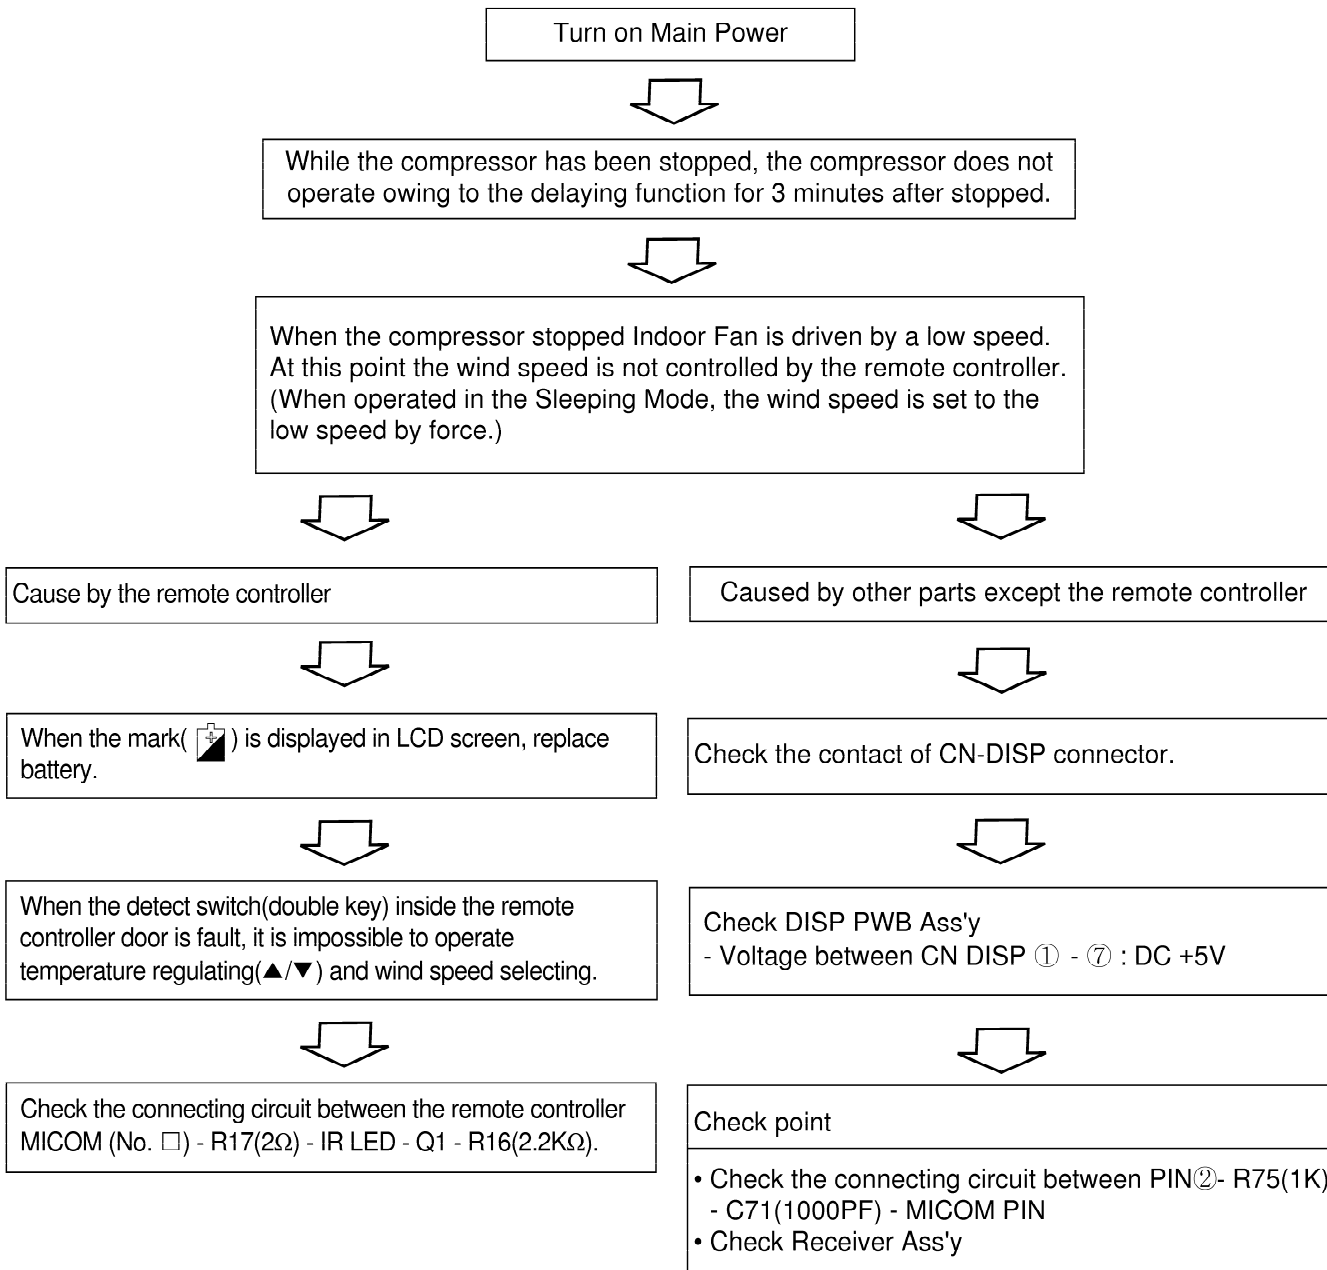 Turn on Main Power
While the compressor has been stopped, the compressor does not
operate owing to the delaying function for 3 minutes after stopped.
When the compressor stopped Indoor Fan is driven by a low speed.
At this point the wind speed is not controlled by the remote controller.
(When operated in the Sleeping Mode, the wind speed is set to the
low speed by force.)
Cause by the remote controller
When the mark( ) is displayed in LCD screen, replace
battery.
When the detect switch(double key) inside the remote
controller door is fault, it is impossible to operate
temperature regulating(▲/▼) and wind speed selecting.
Check the connecting circuit between the remote controller
MICOM (No. □) - R17(2Ω) - IR LED - Q1 - R16(2.2KΩ).
Caused by other parts except the remote controller
Check the contact of CN-DISP connector.
Check DISP PWB Ass'y
- Voltage between CN DISP ① - ⑦ : DC +5V
Check point
• Check the connecting circuit between PIN②- R75(1K)
- C71(1000PF) - MICOM PIN
• Check Receiver Ass'y